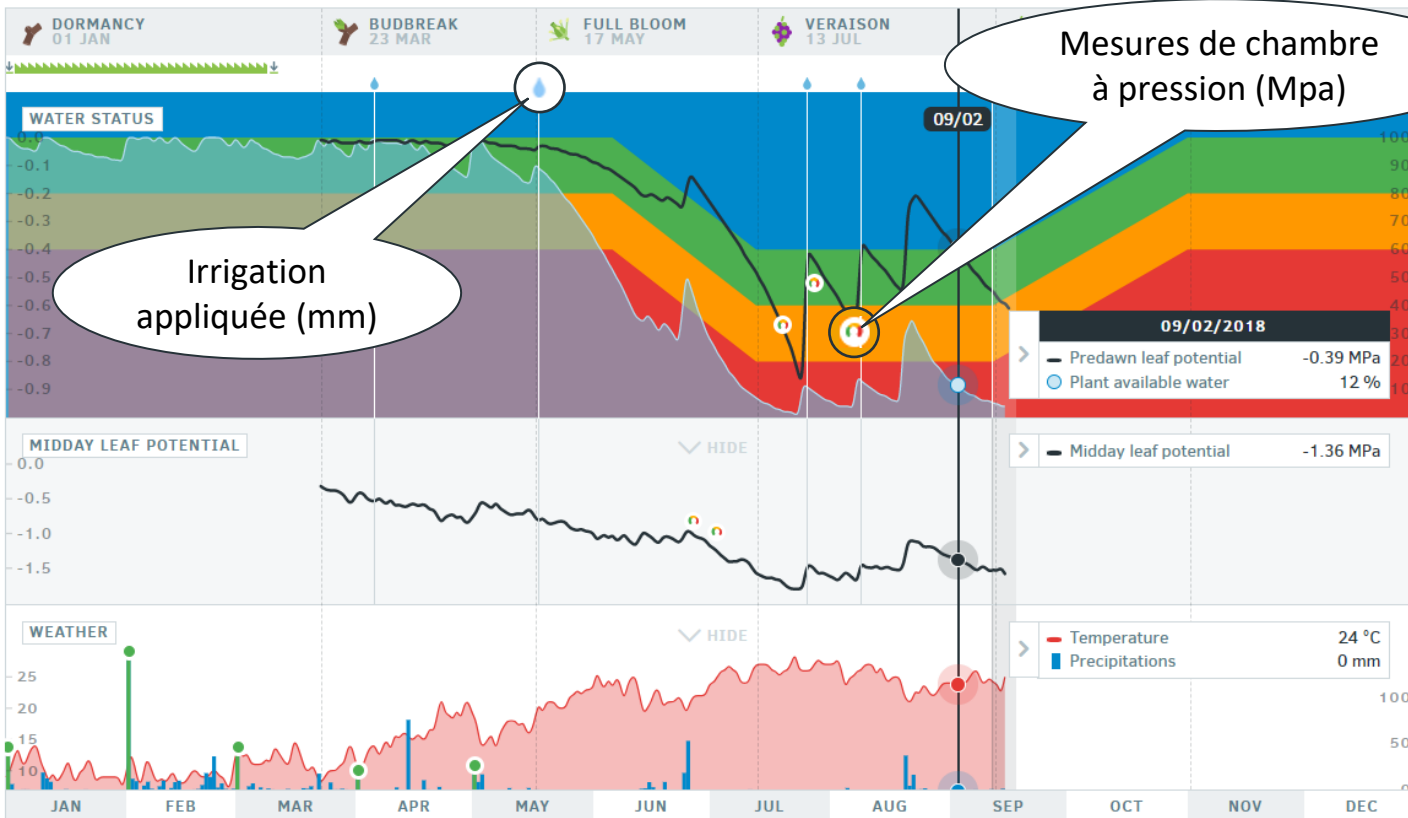 DORMANCY
01 JAN
BUDBREAK
23 MAR
FULL BLOOM
17 MAY
VERAISON
13 JUL
Mesures de chambre
à pression (Mpa)
WATER STATUS
09/02
0.0
-0.1
-0.2
-0.3
-0.4
-0.5
-0.6
-0.7
-0.8
-0.9
100
90
80
70
60
50
40
30
20
10
Irrigation
appliquée (mm)
09/02/2018
Predawn leaf potential -0.39 MPa
Plant available water 12 %
MIDDAY LEAF POTENTIAL
HIDE
0.0
-0.5
-1.0
-1.5
Midday leaf potential -1.36 MPa
WEATHER
HIDE
25
20
15
10
Temperature 24 °C
Precipitations 0 mm
100
50
0
JAN FEB MAR APR MAY JUN JUL AUG SEP OCT NOV DEC